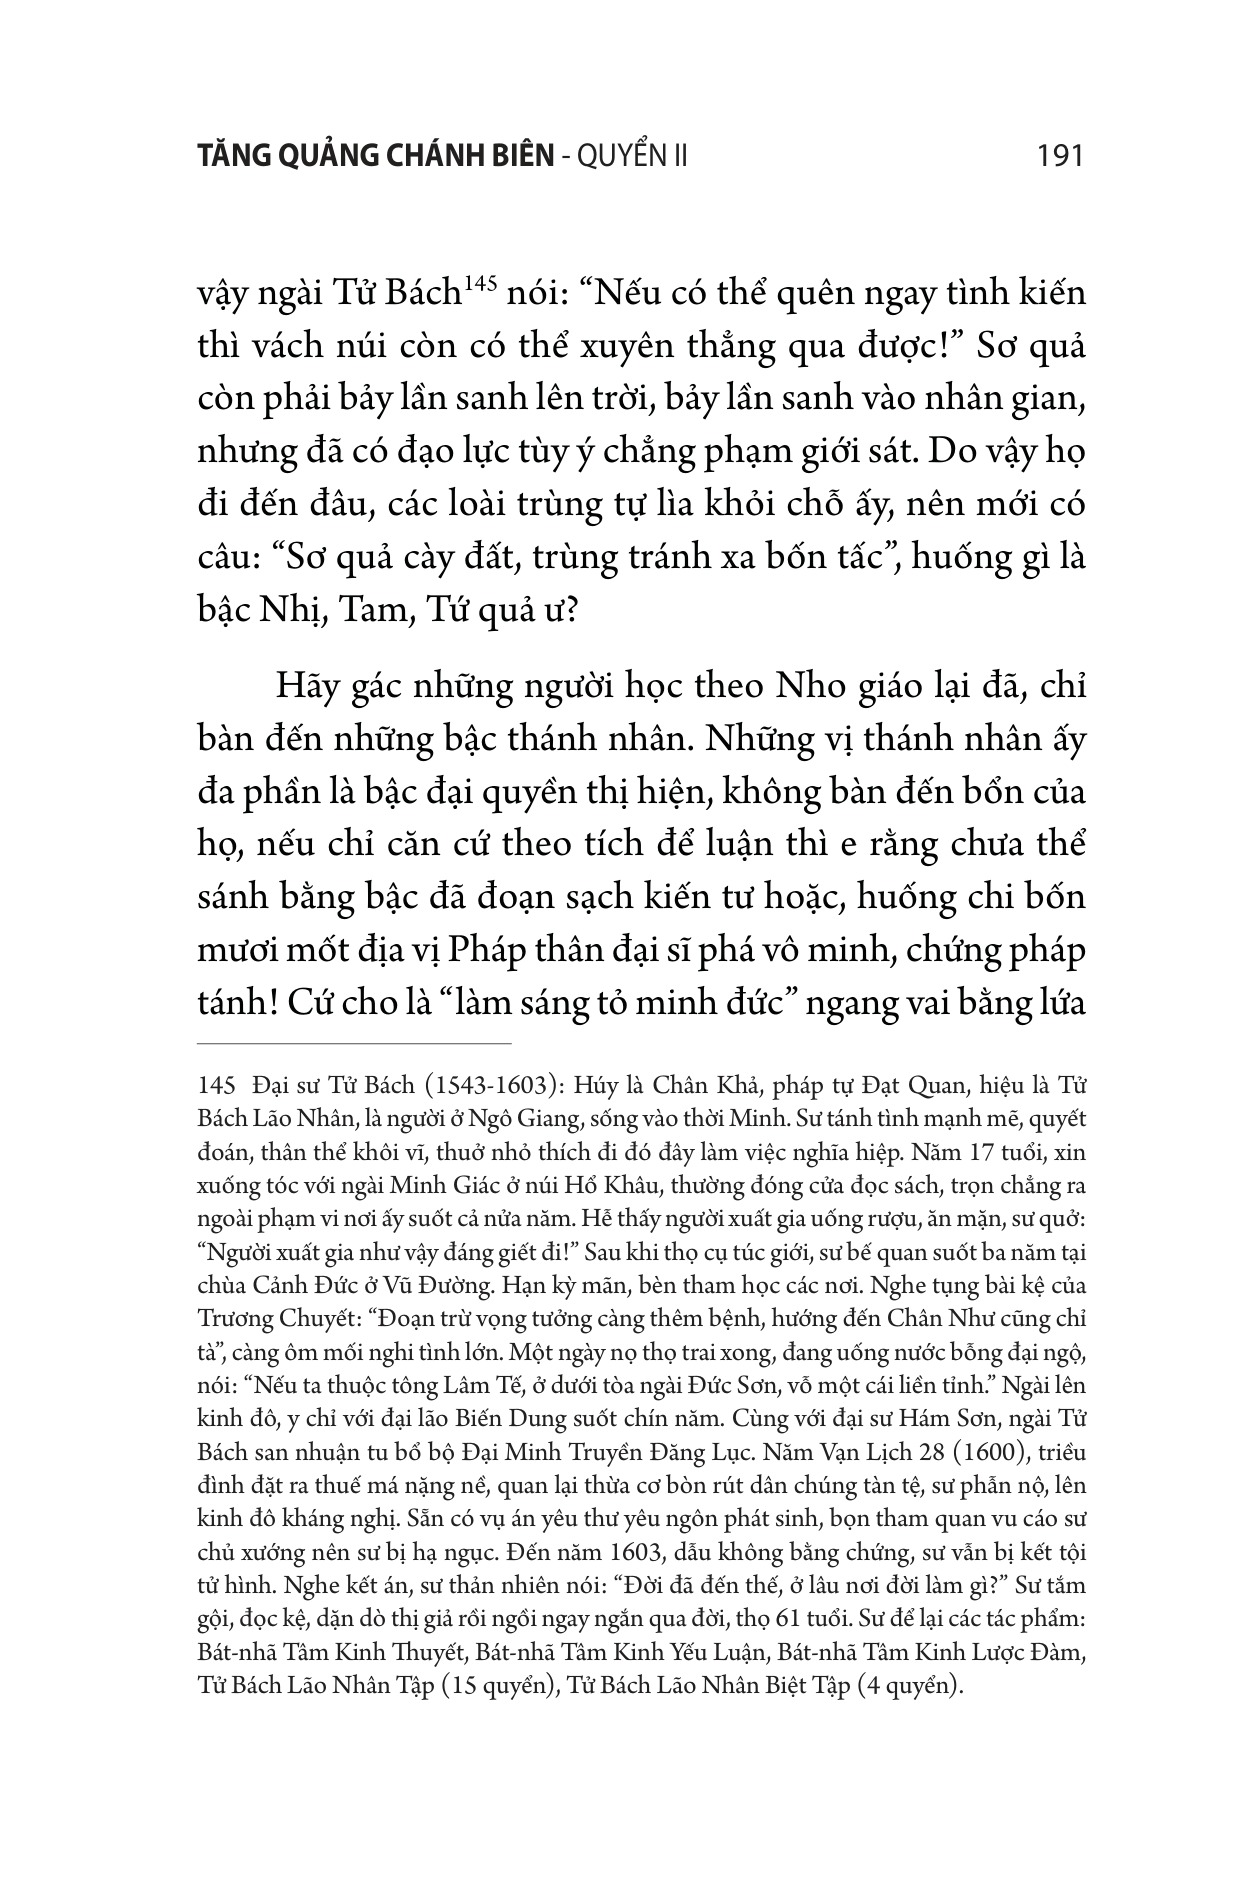 TĂNG QUẢNG CHÁNH BIÊN - QUYỂN II 191
vậy ngài Tử Bách145 nói: “Nếu có thể quên ngay tình kiến
thì vách núi còn có thể xuyên thẳng qua được!” Sơ quả
còn phải bảy lần sanh lên trời, bảy lần sanh vào nhân gian,
nhưng đã có đạo lực tùy ý chẳng phạm giới sát. Do vậy họ
đi đến đâu, các loài trùng tự lìa khỏi chỗ ấy, nên mới có
câu: “Sơ quả cày đất, trùng tránh xa bốn tấc”, huống gì là
bậc Nhị, Tam, Tứ quả ư?
Hãy gác những người học theo Nho giáo lại đã, chỉ
bàn đến những bậc thánh nhân. Những vị thánh nhân ấy
đa phần là bậc đại quyền thị hiện, không bàn đến bổn của
họ, nếu chỉ căn cứ theo tích để luận thì e rằng chưa thể
sánh bằng bậc đã đoạn sạch kiến tư hoặc, huống chi bốn
mươi mốt địa vị Pháp thân đại sĩ phá vô minh, chứng pháp
tánh! Cứ cho là “làm sáng tỏ minh đức” ngang vai bằng lứa
145 Đại sư Tử Bách (1543-1603): Húy là Chân Khả, pháp tự Đạt Quan, hiệu là Tử
Bách Lão Nhân, là người ở Ngô Giang, sống vào thời Minh. Sư tánh tình mạnh mẽ, quyết
đoán, thân thể khôi vĩ, thuở nhỏ thích đi đó đây làm việc nghĩa hiệp. Năm 17 tuổi, xin
xuống tóc với ngài Minh Giác ở núi Hổ Khâu, thường đóng cửa đọc sách, trọn chẳng ra
ngoài phạm vi nơi ấy suốt cả nửa năm. Hễ thấy người xuất gia uống rượu, ăn mặn, sư quở:
“Người xuất gia như vậy đáng giết đi!” Sau khi thọ cụ túc giới, sư bế quan suốt ba năm tại
chùa Cảnh Đức ở Vũ Đường. Hạn kỳ mãn, bèn tham học các nơi. Nghe tụng bài kệ của
Trương Chuyết: “Đoạn trừ vọng tưởng càng thêm bệnh, hướng đến Chân Như cũng chỉ
tà”, càng ôm mối nghi tình lớn. Một ngày nọ thọ trai xong, đang uống nước bỗng đại ngộ,
nói: “Nếu ta thuộc tông Lâm Tế, ở dưới tòa ngài Đức Sơn, vỗ một cái liền tỉnh.” Ngài lên
kinh đô, y chỉ với đại lão Biến Dung suốt chín năm. Cùng với đại sư Hám Sơn, ngài Tử
Bách san nhuận tu bổ bộ Đại Minh Truyền Đăng Lục. Năm Vạn Lịch 28 (1600), triều
đình đặt ra thuế má nặng nề, quan lại thừa cơ bòn rút dân chúng tàn tệ, sư phẫn nộ, lên
kinh đô kháng nghị. Sẵn có vụ án yêu thư yêu ngôn phát sinh, bọn tham quan vu cáo sư
chủ xướng nên sư bị hạ ngục. Đến năm 1603, dẫu không bằng chứng, sư vẫn bị kết tội
tử hình. Nghe kết án, sư thản nhiên nói: “Đời đã đến thế, ở lâu nơi đời làm gì?” Sư tắm
gội, đọc kệ, dặn dò thị giả rồi ngồi ngay ngắn qua đời, thọ 61 tuổi. Sư để lại các tác phẩm:
Bát-nhã Tâm Kinh Thuyết, Bát-nhã Tâm Kinh Yếu Luận, Bát-nhã Tâm Kinh Lược Đàm,
Tử Bách Lão Nhân Tập (15 quyển), Tử Bách Lão Nhân Biệt Tập (4 quyển).